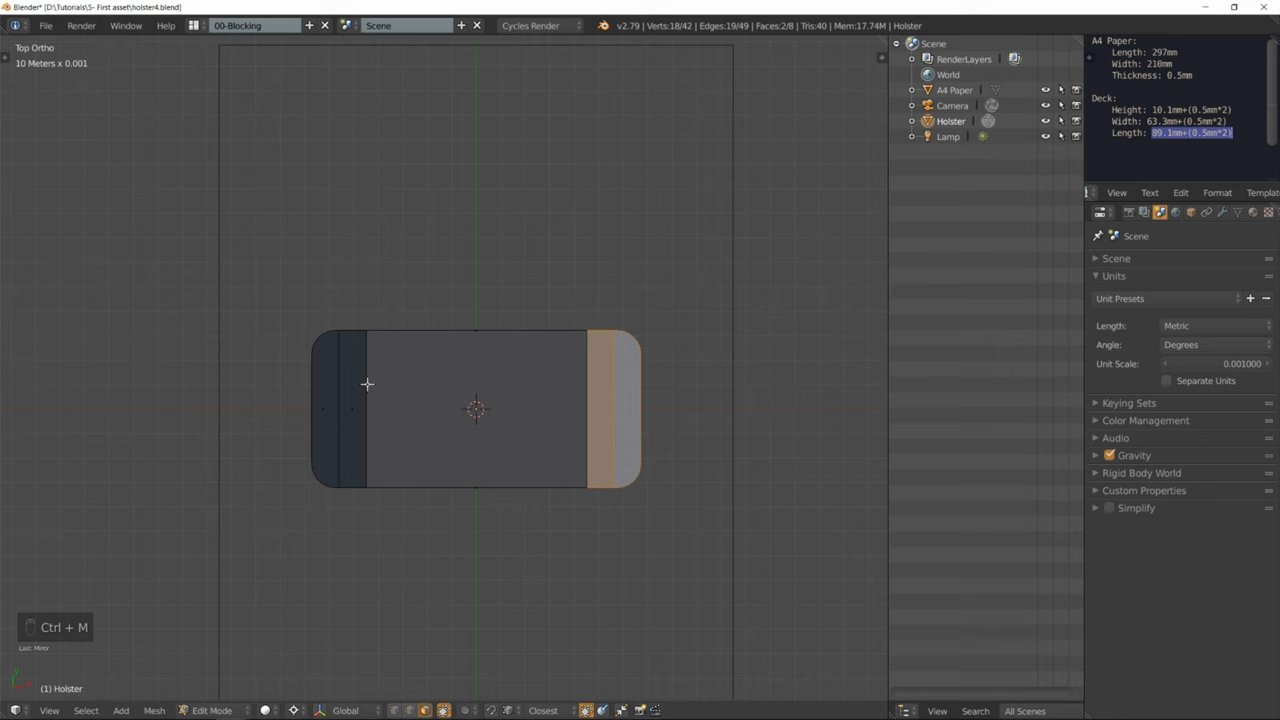 Blender* [D:\Tutorials\5- First asset\holster4.blend]
File Render Window Help 00-Blocking Scene Cycles Render v2.79 | Verts:18/42 | Edges:19/49 | Faces:2/8 | Tris:40 | Mem:17.74M | Holster
Top Ortho
10 Meters x 0.001
Ctrl + M
Last: Mirror
(1) Holster
View Select Add Mesh Edit Mode Global Closest
Scene
RenderLayers
World
A4 Paper
Camera
Holster
Lamp
View Search All Scenes
A4 Paper:
Length: 297mm
Width: 210mm
Thickness: 0.5mm
Deck:
Height: 10.1mm+(0.5mm*2)
Width: 63.3mm+(0.5mm*2)
Length: 89.1mm+(0.5mm*2)
View Text Edit Format Templat
Scene
Scene
Units
Unit Presets
Length: Metric
Angle: Degrees
Unit Scale: 0.001000
Separate Units
Keying Sets
Color Management
Audio
Gravity
Rigid Body World
Custom Properties
Simplify